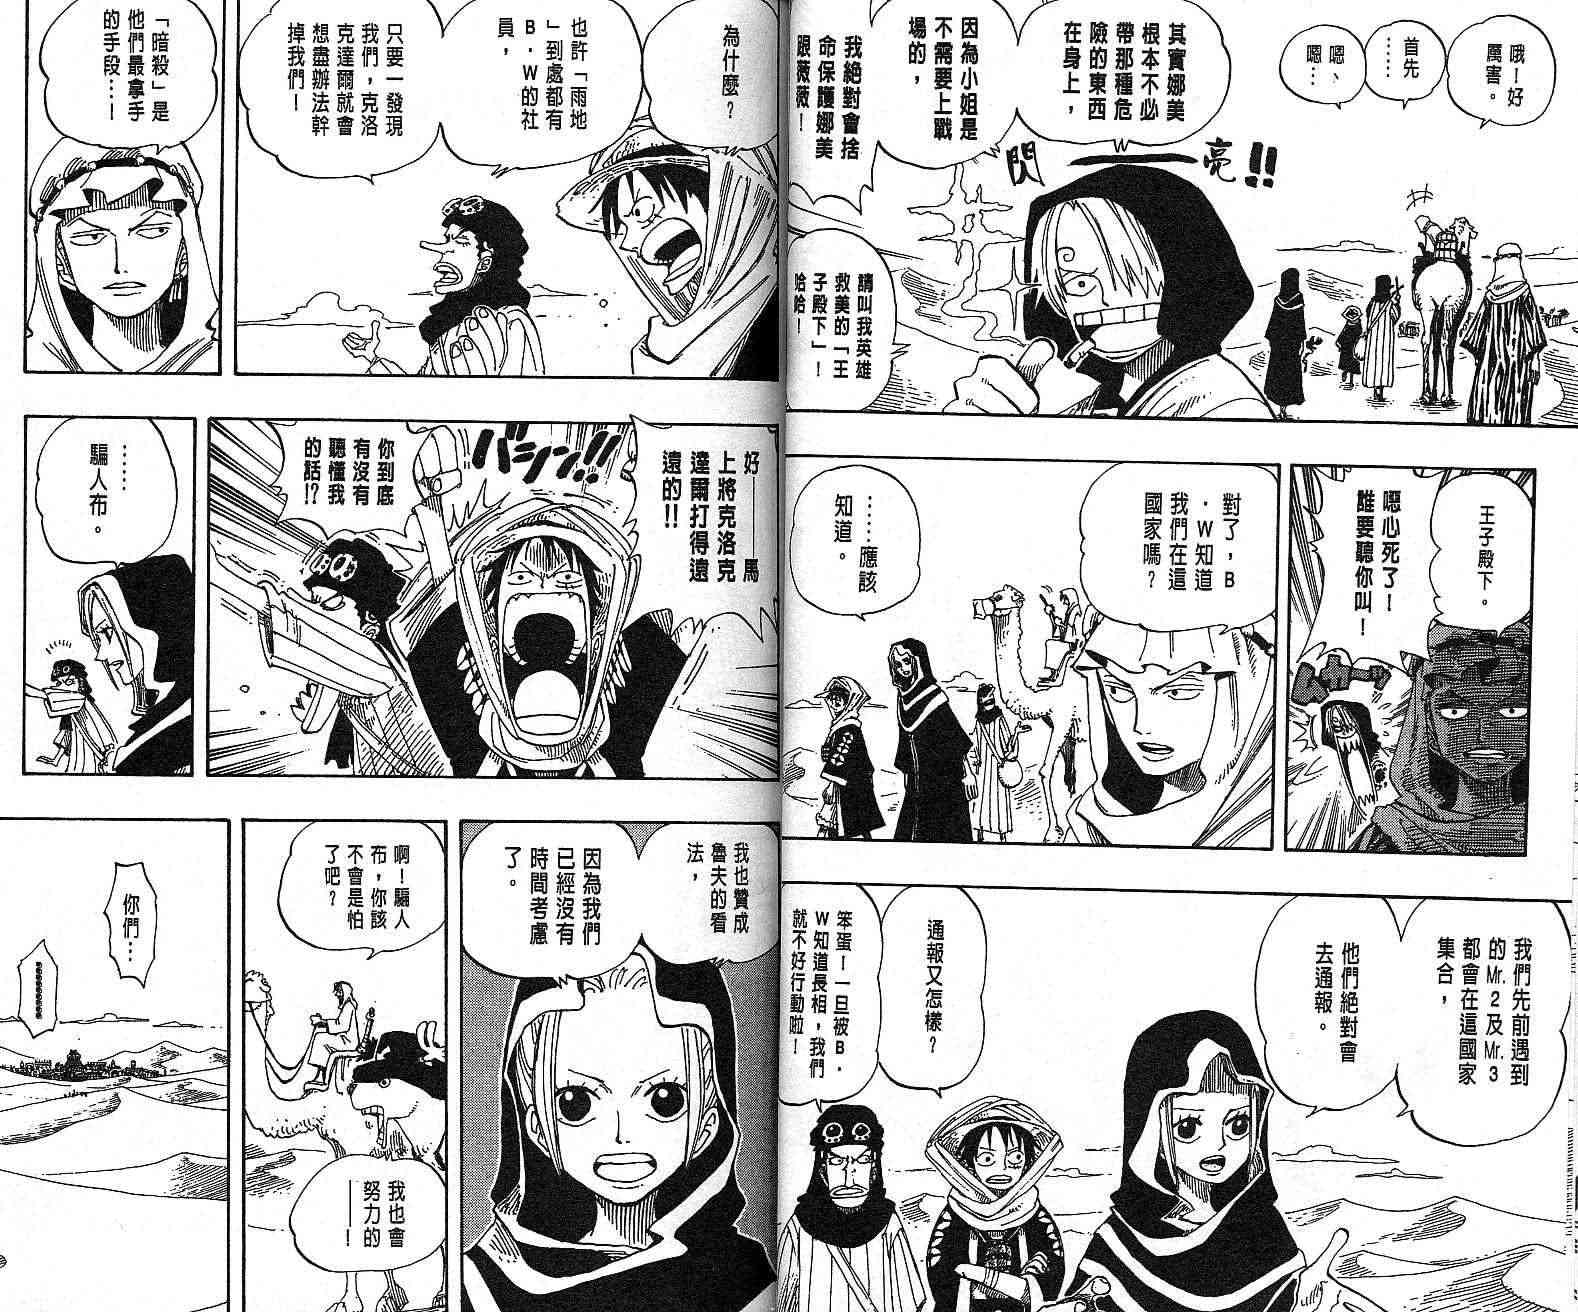 哦！好
厲害。
首先
……
嗯、
嗯…
其實娜美
根本不必
帶那種危
險的東西
在身上，
因為小姐是
不需要上戰
場的，
我絕對會捨
命保護娜美
跟薇薇！
閃——亮!!
請叫我英雄
救美的「王
子殿下」！
哈哈！
王子殿下。
噁心死了！
誰要聽你叫！
對了，B
．W知道
我們在這
國家嗎？
……應該
知道。
我們先前遇到
的Mr.2及Mr.3
都會在這國家
集合，
他們絕對會
去通報。
通報又怎樣？
笨蛋！一旦被B．
W知道長相，我們
就不好行動啦！
為什麼？
也許「雨地
」到處都有
B．W的社
員，
只要一發現
我們，克洛
克達爾就會
想盡辦法幹
掉我們！
「暗殺」是
他們最拿手
的手段…！
好——馬
上將克洛克
達爾打得遠
遠的!!
バシン!!
你到底
有沒有
聽懂我
的話!?
……
騙人布。
我也贊成
魯夫的看
法，
因為我們
已經沒有
時間考慮
了。
啊！騙人
布，你該
不會是怕
了吧？
我也會
努力的
——！
你們…